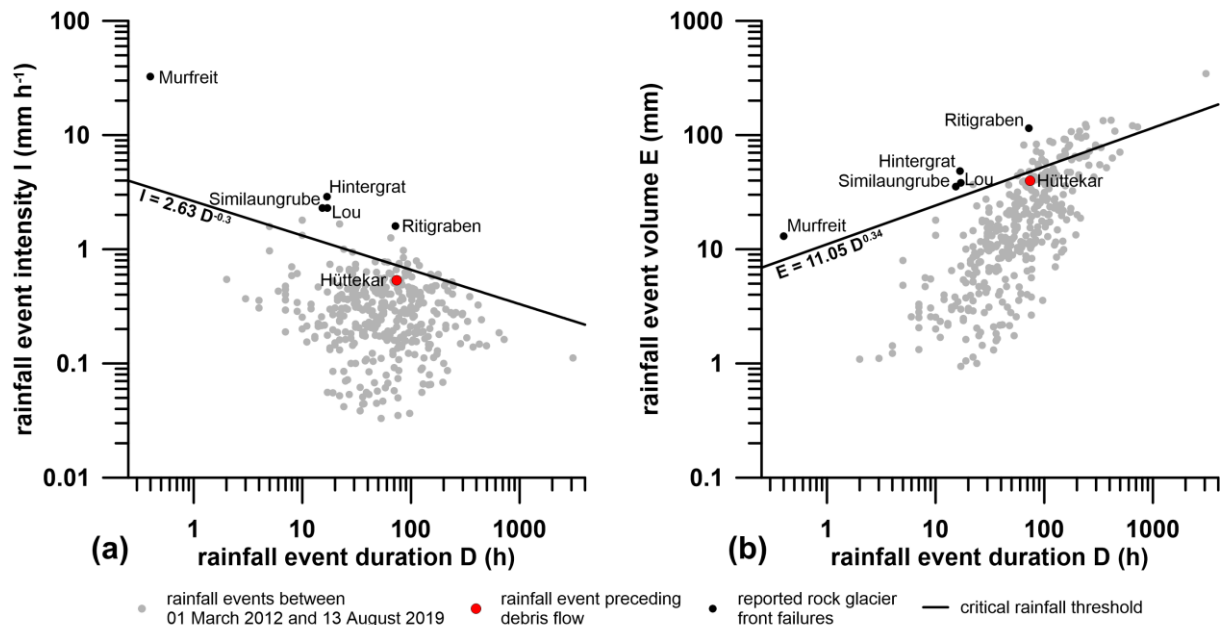 rainfall event intensity I (mm h⁻¹)
100
10
1
0.1
0.01
Murfreit
Hintergrat
Similaungrube
Lou
Ritigraben
Hüttekar
I = 2.63 D⁻⁰·³
1 10 100 1000
(a) rainfall event duration D (h)
rainfall event volume E (mm)
1000
100
10
1
0.1
Ritigraben
Hintergrat
Similaungrube Lou
Hüttekar
Murfreit
E = 11.05 D⁰·³⁴
1 10 100 1000
(b) rainfall event duration D (h)
rainfall events between
01 March 2012 and 13 August 2019
rainfall event preceding
debris flow
reported rock glacier
front failures
critical rainfall threshold